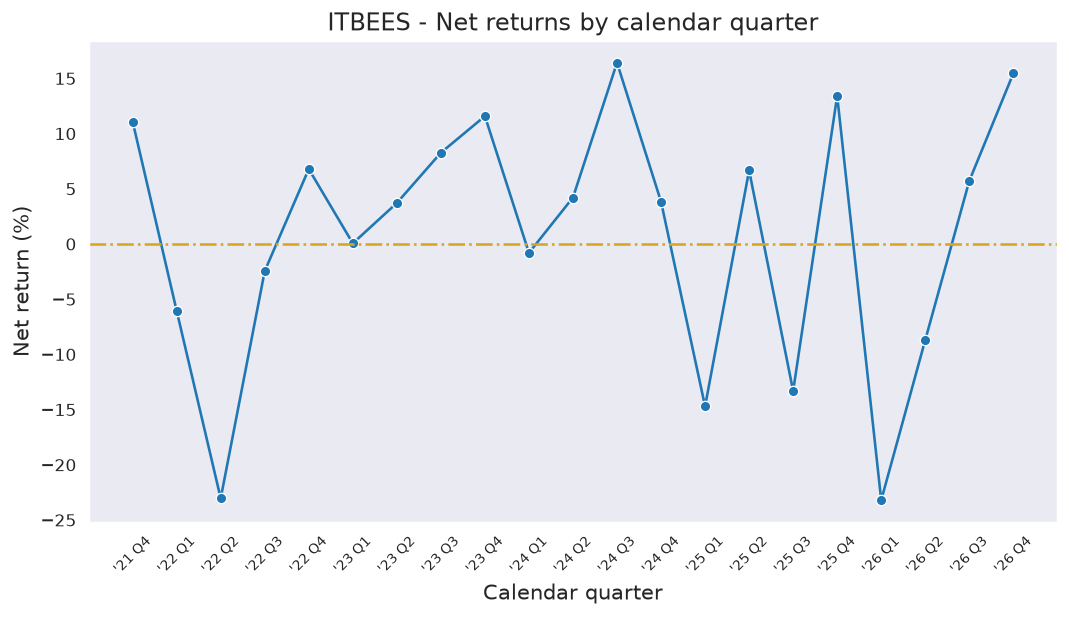 ITBEES - Net returns by calendar quarter
Net return (%)
15
10
5
0
−5
−10
−15
−20
−25
'21 Q4
'22 Q1
'22 Q2
'22 Q3
'22 Q4
'23 Q1
'23 Q2
'23 Q3
'23 Q4
'24 Q1
'24 Q2
'24 Q3
'24 Q4
'25 Q1
'25 Q2
'25 Q3
'25 Q4
'26 Q1
'26 Q2
'26 Q3
'26 Q4
Calendar quarter